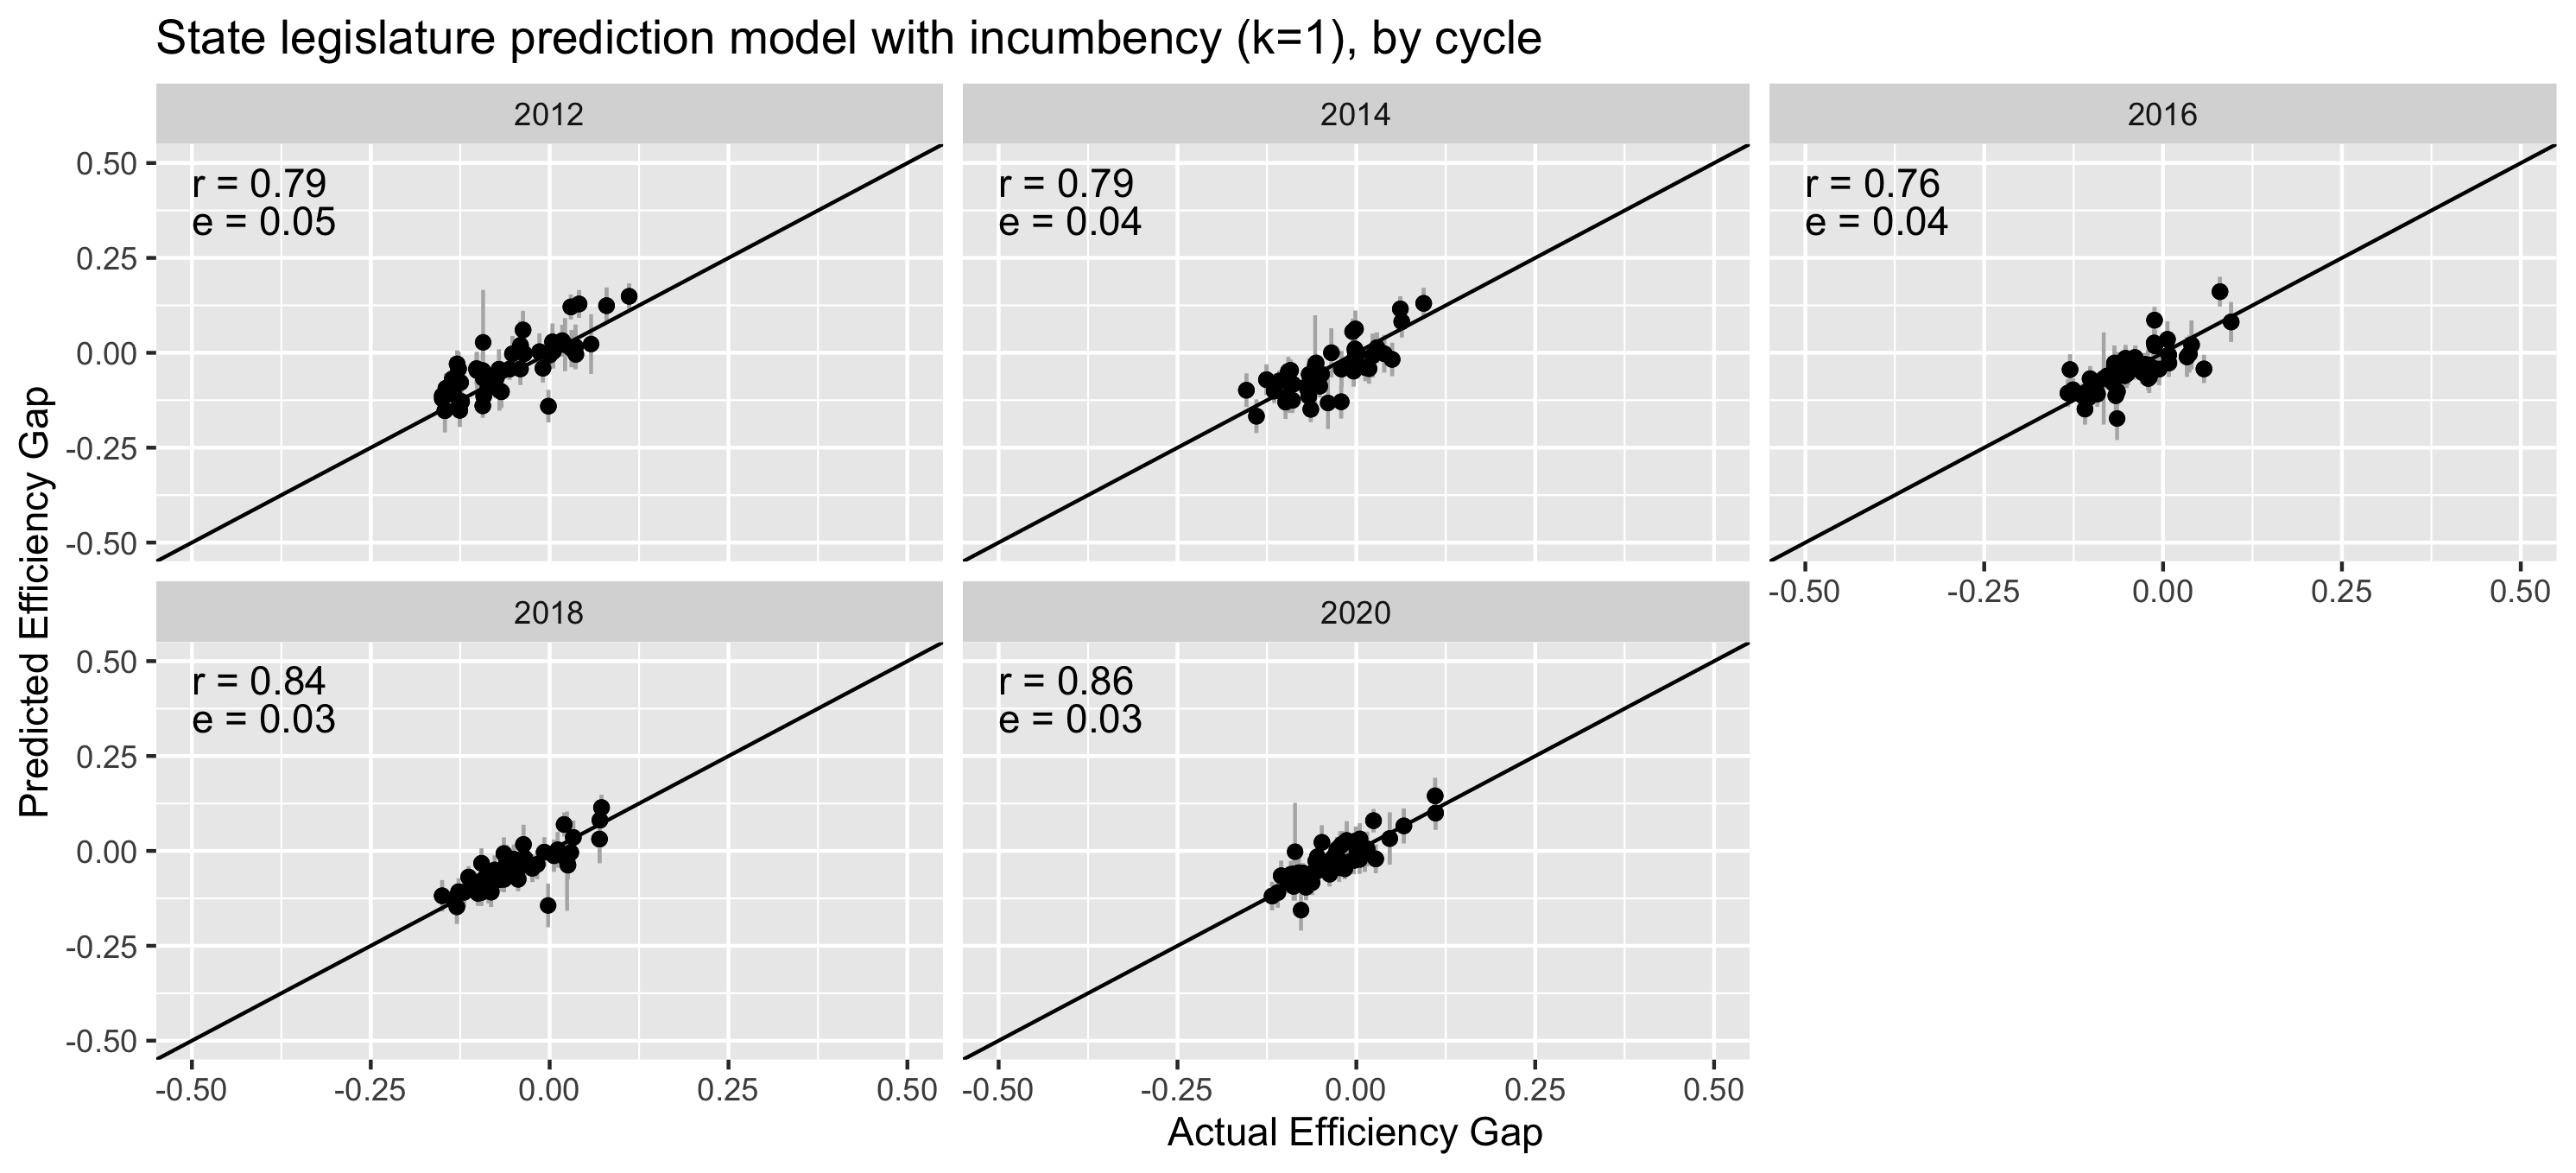 State legislature prediction model with incumbency (k=1), by cycle
2012
2014
2016
0.50
0.25
0.00
-0.25
-0.50
r = 0.79
e = 0.05
r = 0.79
e = 0.04
r = 0.76
e = 0.04
-0.50 -0.25 0.00 0.25 0.50
Predicted Efficiency Gap
2018
2020
0.50
0.25
0.00
-0.25
-0.50
r = 0.84
e = 0.03
r = 0.86
e = 0.03
-0.50 -0.25 0.00 0.25 0.50
-0.50 -0.25 0.00 0.25 0.50
Actual Efficiency Gap